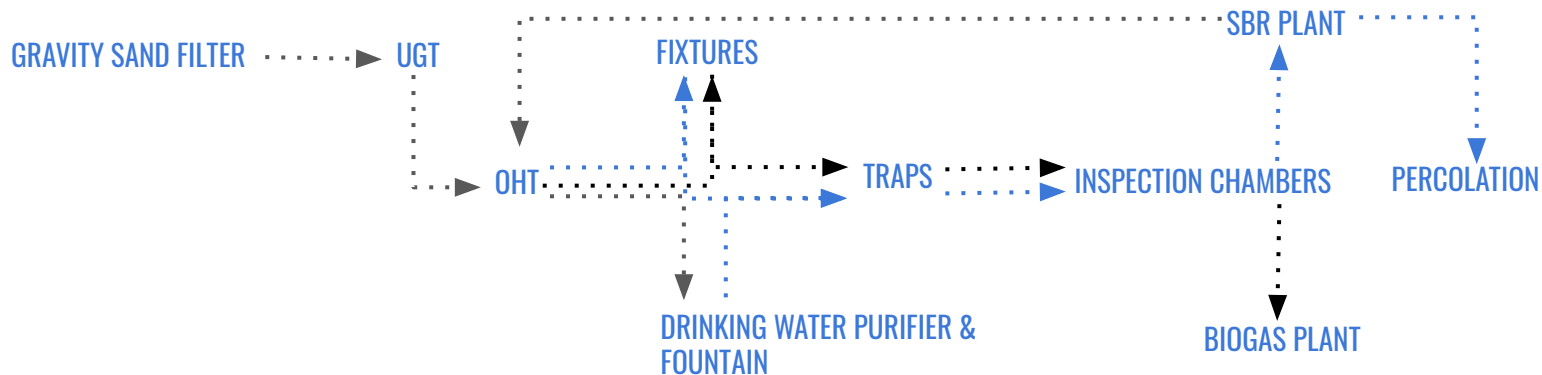 GRAVITY SAND FILTER
UGT
FIXTURES
SBR PLANT
OHT
TRAPS
INSPECTION CHAMBERS
PERCOLATION
DRINKING WATER PURIFIER &
FOUNTAIN
BIOGAS PLANT